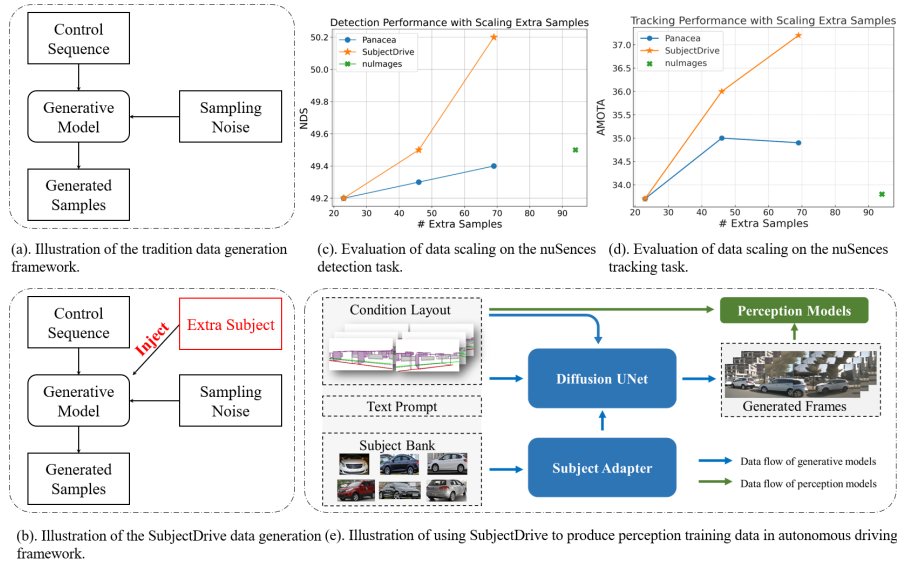 Control
Sequence
Generative
Model
Sampling
Noise
Generated
Samples
(a). Illustration of the tradition data generation
framework.
Detection Performance with Scaling Extra Samples
Panacea
SubjectDrive
nuImages
NDS
50.2
50.0
49.8
49.6
49.4
49.2
20 30 40 50 60 70 80 90
# Extra Samples
(c). Evaluation of data scaling on the nuSences
detection task.
Tracking Performance with Scaling Extra Samples
Panacea
SubjectDrive
nuImages
AMOTA
37.0
36.5
36.0
35.5
35.0
34.5
34.0
20 30 40 50 60 70 80 90
# Extra Samples
(d). Evaluation of data scaling on the nuSences
tracking task.
Control
Sequence
Extra Subject
Inject
Generative
Model
Sampling
Noise
Generated
Samples
(b). Illustration of the SubjectDrive data generation
framework.
Condition Layout
Text Prompt
Subject Bank
Diffusion UNet
Subject Adapter
Perception Models
Generated Frames
Data flow of generative models
Data flow of perception models
(e). Illustration of using SubjectDrive to produce perception training data in autonomous driving